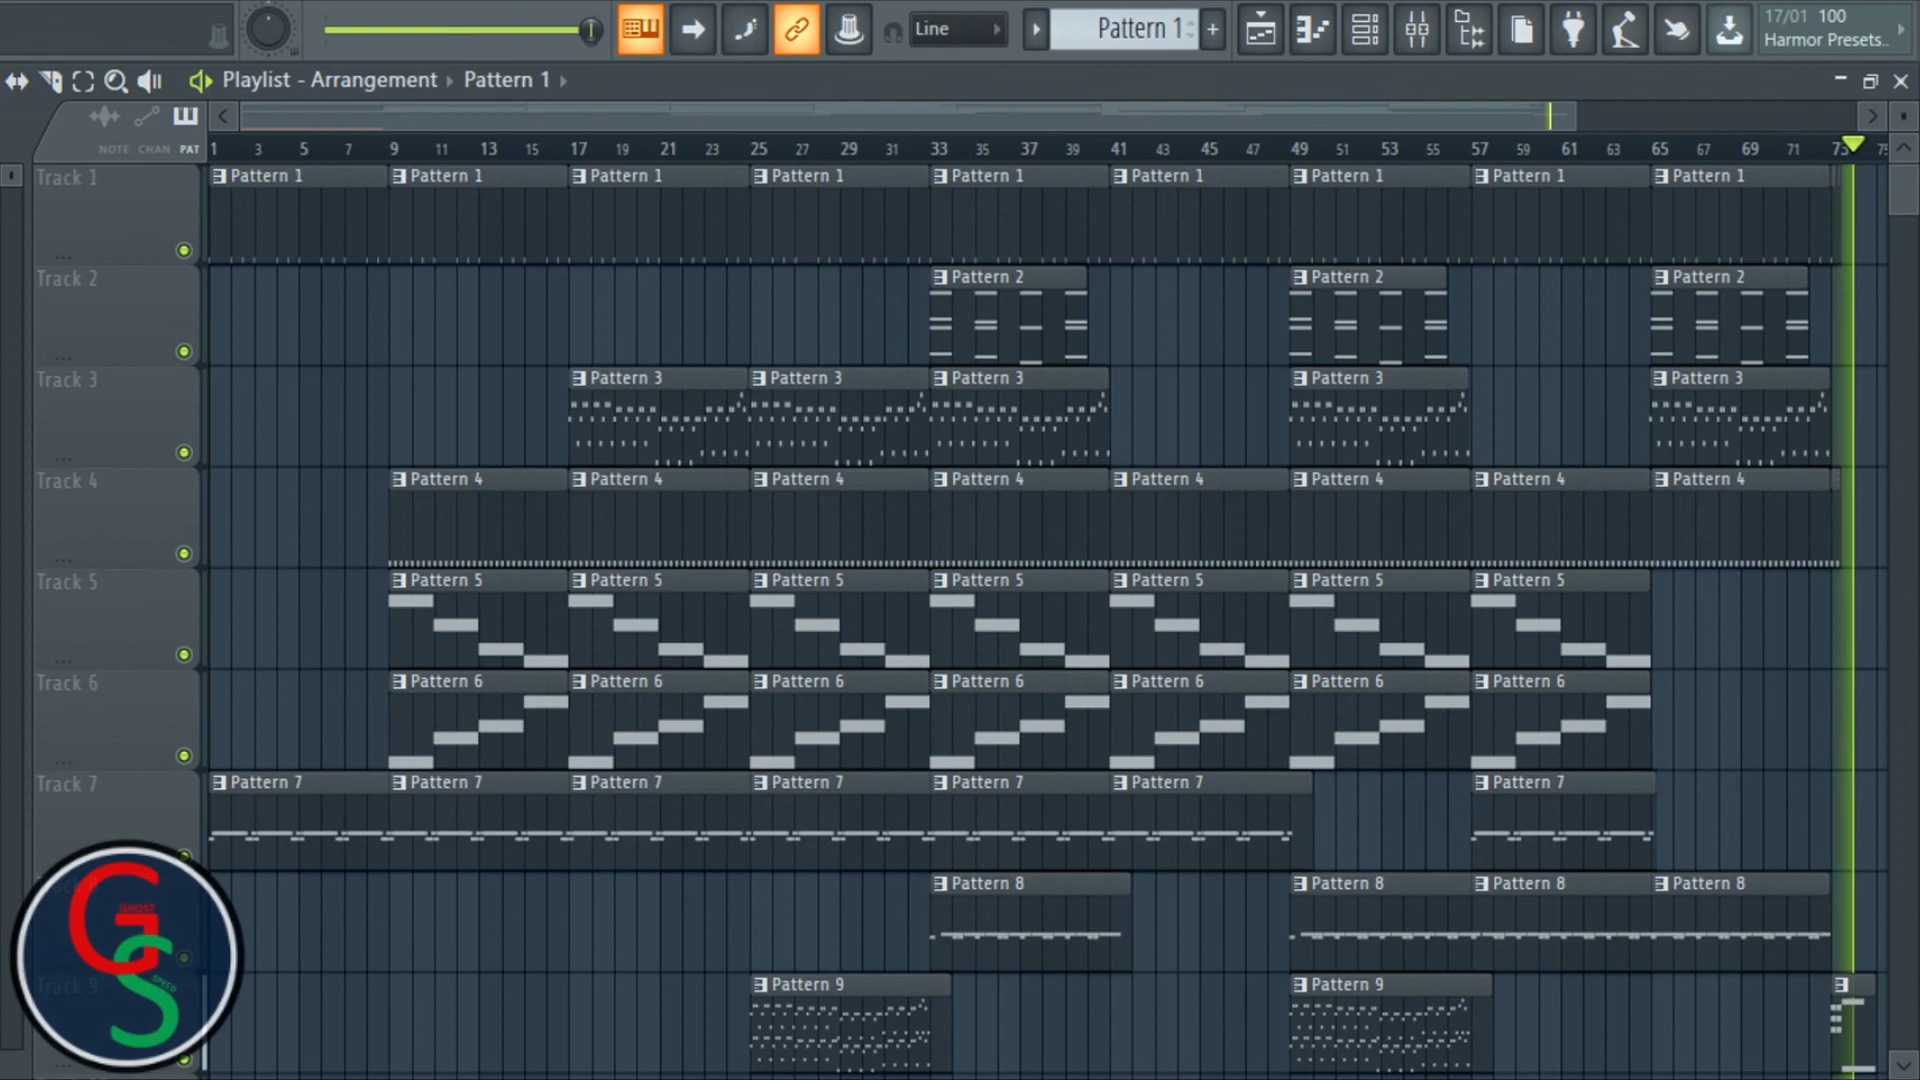 Line
Pattern 1
+
17/01 100
Harmor Presets..
Playlist - Arrangement Pattern 1
NOTE CHAN PAT
1 3 5 7 9 11 13 15 17 19 21 23 25 27 29 31 33 35 37 39 41 43 45 47 49 51 53 55 57 59 61 63 65 67 69 71 73 75
Track 1 Pattern 1 Pattern 1 Pattern 1 Pattern 1 Pattern 1 Pattern 1 Pattern 1 Pattern 1 Pattern 1
Track 2 Pattern 2 Pattern 2 Pattern 2
Track 3 Pattern 3 Pattern 3 Pattern 3 Pattern 3 Pattern 3
Track 4 Pattern 4 Pattern 4 Pattern 4 Pattern 4 Pattern 4 Pattern 4 Pattern 4 Pattern 4
Track 5 Pattern 5 Pattern 5 Pattern 5 Pattern 5 Pattern 5 Pattern 5 Pattern 5
Track 6 Pattern 6 Pattern 6 Pattern 6 Pattern 6 Pattern 6 Pattern 6 Pattern 6
Track 7 Pattern 7 Pattern 7 Pattern 7 Pattern 7 Pattern 7 Pattern 7 Pattern 7
Pattern 8 Pattern 8 Pattern 8 Pattern 8
Track 9 Pattern 9 Pattern 9
G
GHOST
S
SPEED